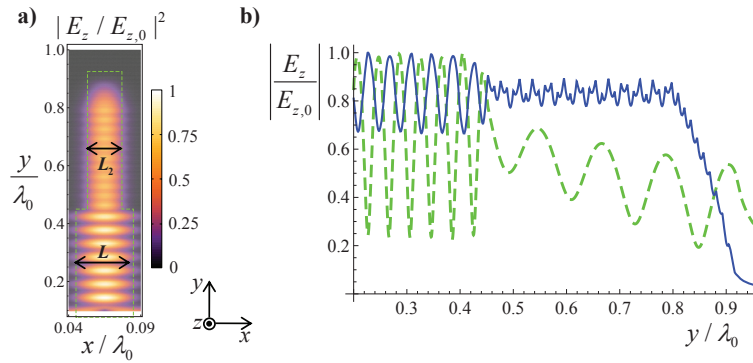 a)
| E_z / E_{z,0} |^2
1.0
0.8
0.6
0.4
0.2
y
λ_0
L_2
L
0.04 0.09
x / λ_0
1
0.75
0.5
0.25
0
y
z
x
b)
| E_z / E_{z,0} |
1.0
0.8
0.6
0.4
0.2
0.3 0.4 0.5 0.6 0.7 0.8 0.9
y / λ_0